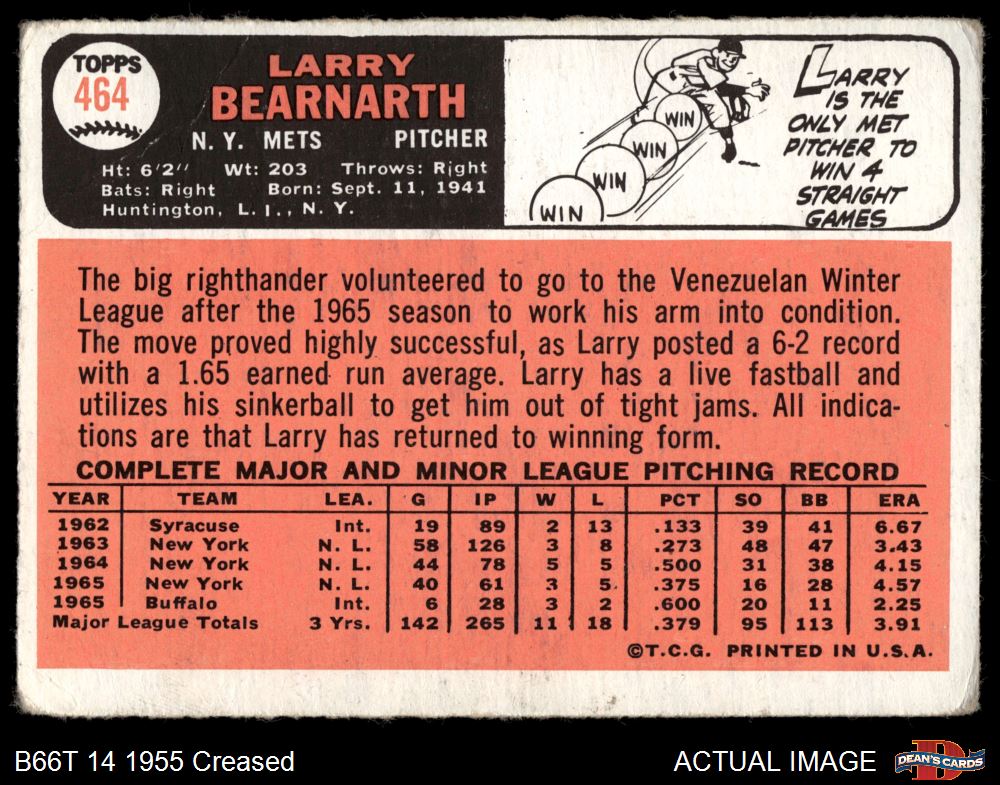 TOPPS
464
LARRY
BEARNARTH
N. Y. METS PITCHER
Ht: 6'2" Wt: 203 Throws: Right
Bats: Right Born: Sept. 11, 1941
Huntington, L. I., N. Y.
WIN
WIN
WIN
WIN
LARRY
IS THE
ONLY MET
PITCHER TO
WIN 4
STRAIGHT
GAMES
The big righthander volunteered to go to the Venezuelan Winter
League after the 1965 season to work his arm into condition.
The move proved highly successful, as Larry posted a 6-2 record
with a 1.65 earned run average. Larry has a live fastball and
utilizes his sinkerball to get him out of tight jams. All indica-
tions are that Larry has returned to winning form.
COMPLETE MAJOR AND MINOR LEAGUE PITCHING RECORD
YEAR TEAM LEA. G IP W L PCT SO BB ERA
1962 Syracuse Int. 19 89 2 13 .133 39 41 6.67
1963 New York N. L. 58 126 3 8 .273 48 47 3.43
1964 New York N. L. 44 78 5 5 .500 31 38 4.15
1965 New York N. L. 40 61 3 5 .375 16 28 4.57
1965 Buffalo Int. 6 28 3 2 .600 20 11 2.25
Major League Totals 3 Yrs. 142 265 11 18 .379 95 113 3.91
©T.C.G. PRINTED IN U.S.A.
B66T 14 1955 Creased ACTUAL IMAGE
D
DEAN'S CARDS